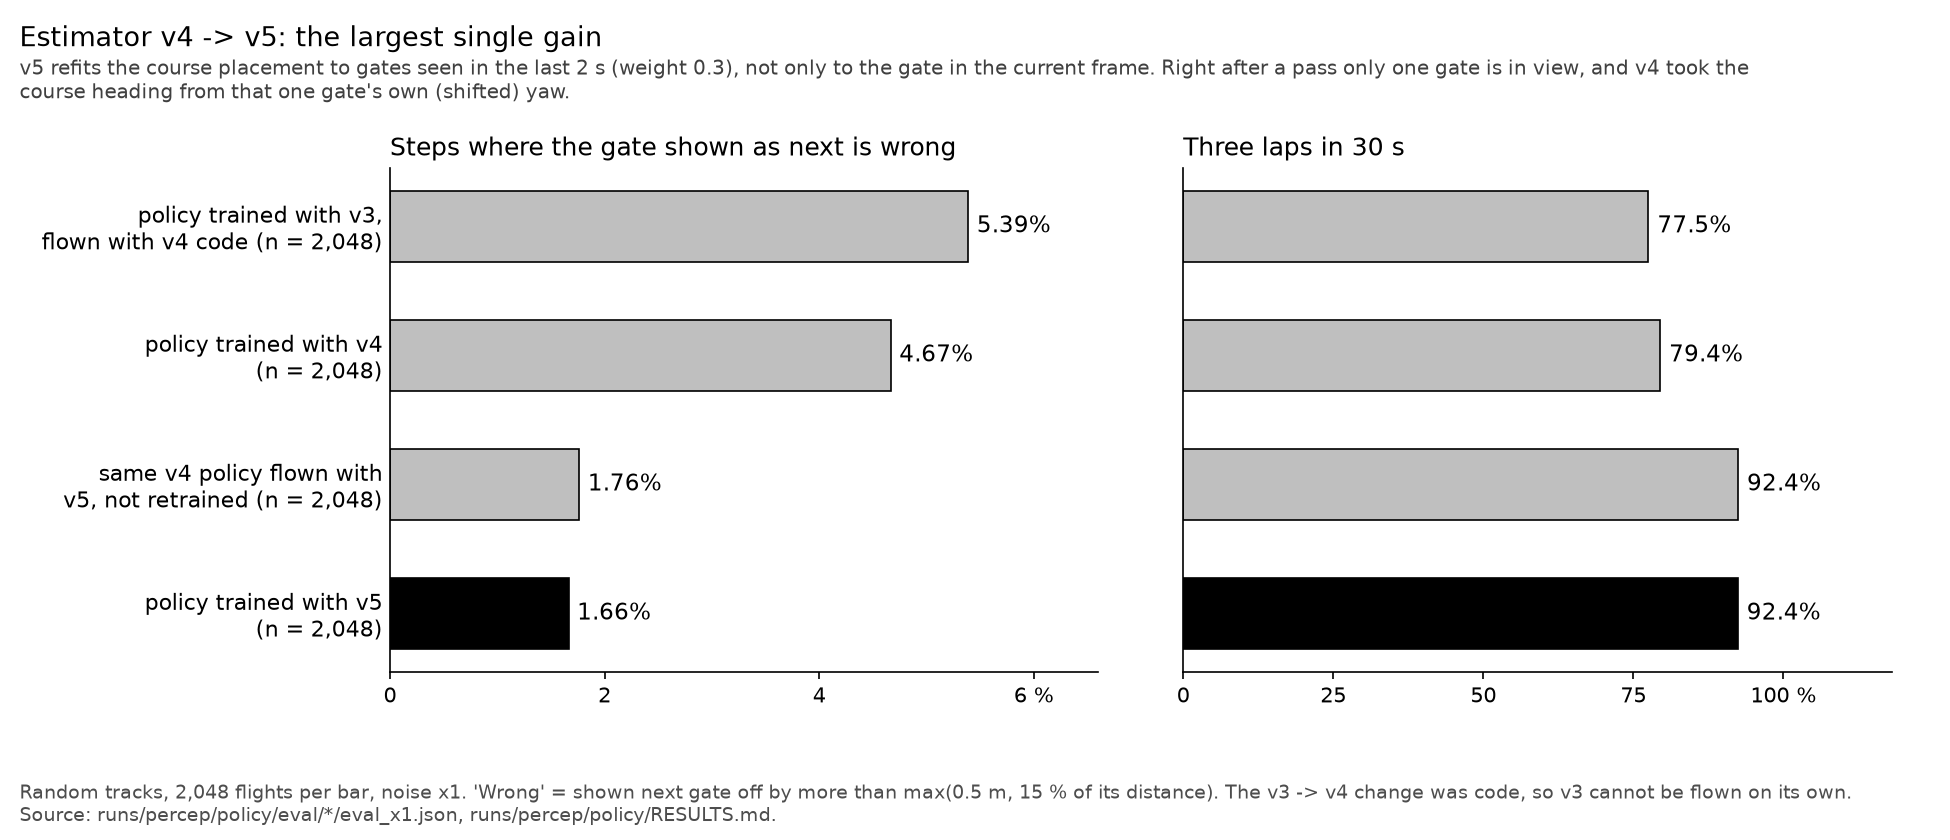 Estimator v4 -> v5: the largest single gain
v5 refits the course placement to gates seen in the last 2 s (weight 0.3), not only to the gate in the current frame. Right after a pass only one gate is in view, and v4 took the
course heading from that one gate's own (shifted) yaw.
Steps where the gate shown as next is wrong
policy trained with v3,
flown with v4 code (n = 2,048)
5.39%
policy trained with v4
(n = 2,048)
4.67%
same v4 policy flown with
v5, not retrained (n = 2,048)
1.76%
policy trained with v5
(n = 2,048)
1.66%
0 2 4 6 %
Three laps in 30 s
77.5%
79.4%
92.4%
92.4%
0 25 50 75 100 %
Random tracks, 2,048 flights per bar, noise x1. 'Wrong' = shown next gate off by more than max(0.5 m, 15 % of its distance). The v3 -> v4 change was code, so v3 cannot be flown on its own.
Source: runs/percep/policy/eval/*/eval_x1.json, runs/percep/policy/RESULTS.md.